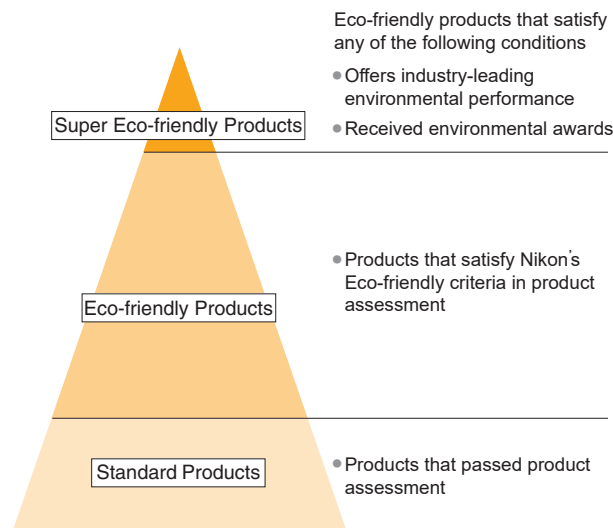 Eco-friendly products that satisfy
any of the following conditions
● Offers industry-leading
environmental performance
● Received environmental awards
Super Eco-friendly Products
● Products that satisfy Nikon's
Eco-friendly criteria in product
assessment
Eco-friendly Products
● Products that passed product
assessment
Standard Products